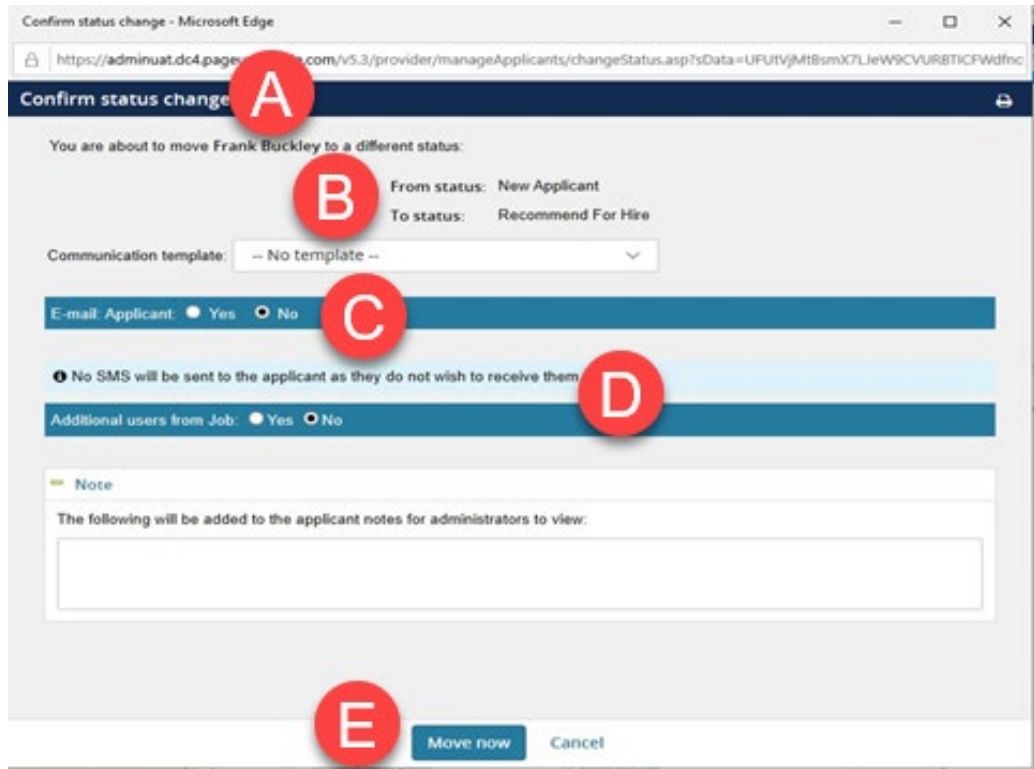 Confirm status change - Microsoft Edge
https://adminuat.dc4.page .com/v5.3/provider/manageApplicants/changeStatus.asp?sData=
Confirm status change
A
You are about to move Frank Buckley to a different status:
B
From status: New Applicant
To status: Recommend For Hire
Communication template: -- No template --
E-mail: Applicant: Yes No
C
No SMS will be sent to the applicant as they do not wish to receive them
D
Additional users from Job: Yes No
Note
The following will be added to the applicant notes for administrators to view:
E
Move now Cancel